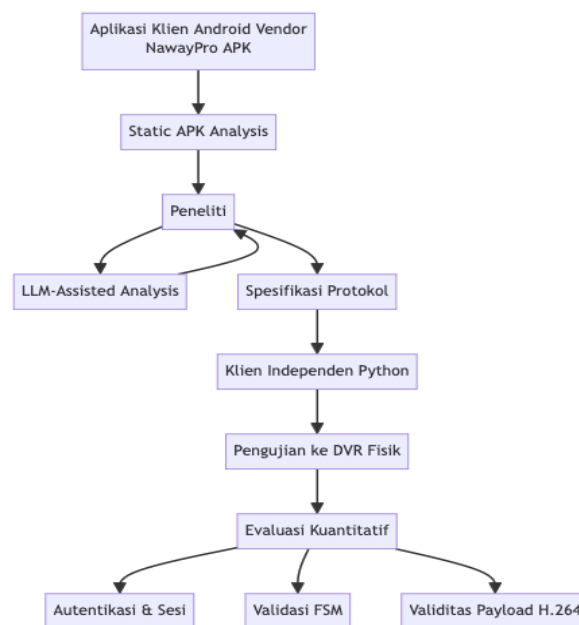 Aplikasi Klien Android Vendor
NawayPro APK
Static APK Analysis
Peneliti
LLM-Assisted Analysis
Spesifikasi Protokol
Klien Independen Python
Pengujian ke DVR Fisik
Evaluasi Kuantitatif
Autentikasi & Sesi
Validasi FSM
Validitas Payload H.264